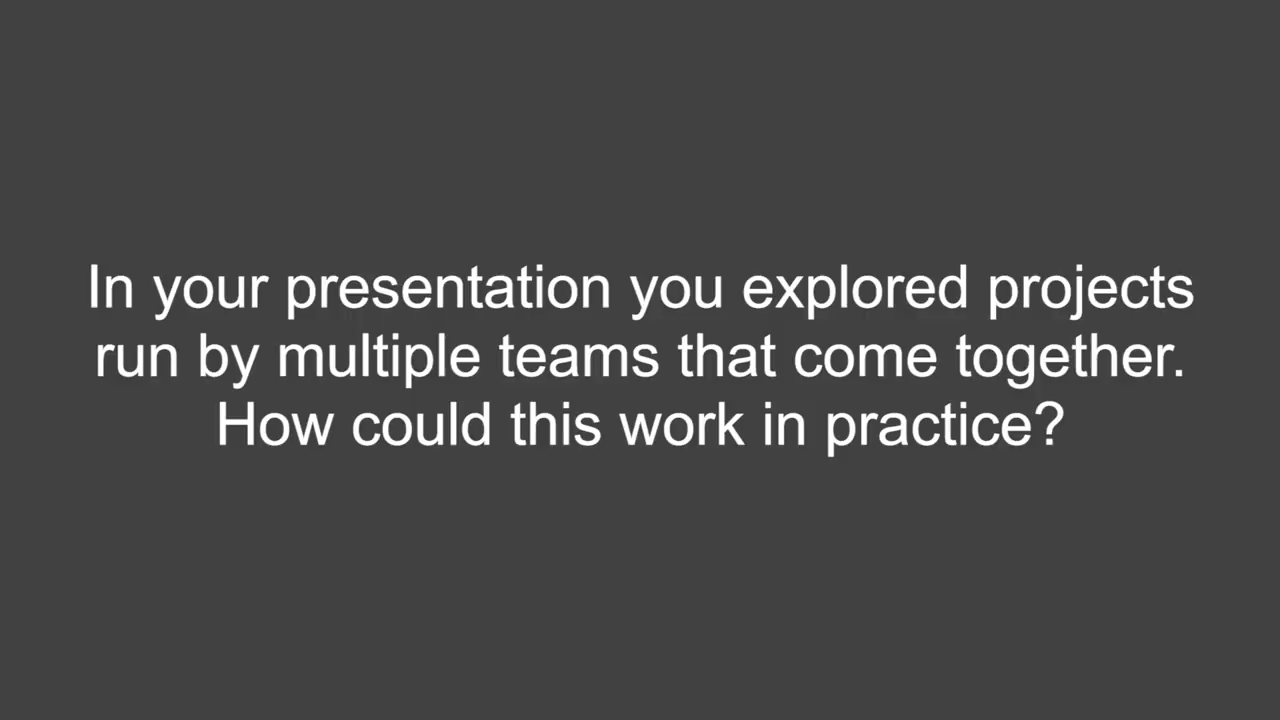 In your presentation you explored projects
run by multiple teams that come together.
How could this work in practice?